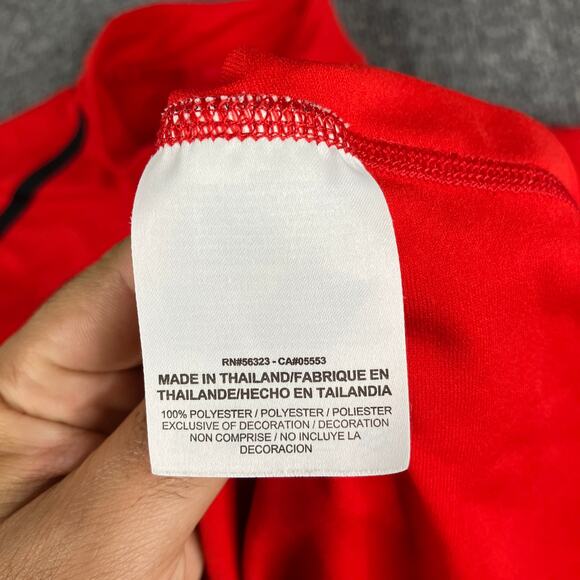 RN#56323 - CA#05553
MADE IN THAILAND/FABRIQUE EN
THAILANDE/HECHO EN TAILANDIA
100% POLYESTER / POLYESTER / POLIESTER
EXCLUSIVE OF DECORATION / DECORATION
NON COMPRISE / NO INCLUYE LA
DECORACION